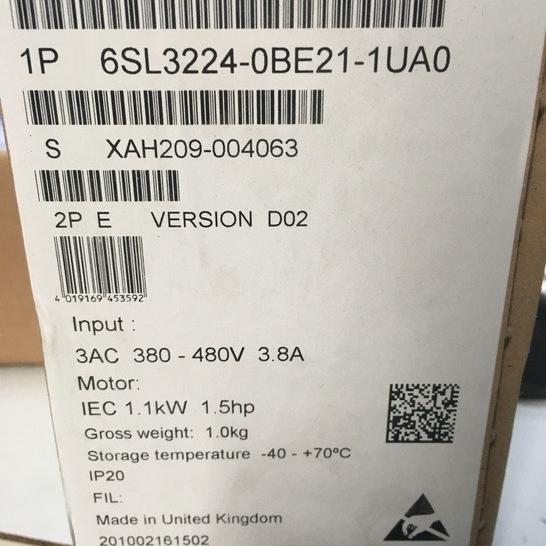 1P 6SL3224-0BE21-1UA0
S XAH209-004063
2P E VERSION D02
4 019169 453592
Input :
3AC 380 - 480V 3.8A
Motor:
IEC 1.1kW 1.5hp
Gross weight: 1.0kg
Storage temperature -40 - +70ºC
IP20
FIL:
Made in United Kingdom
201002161502